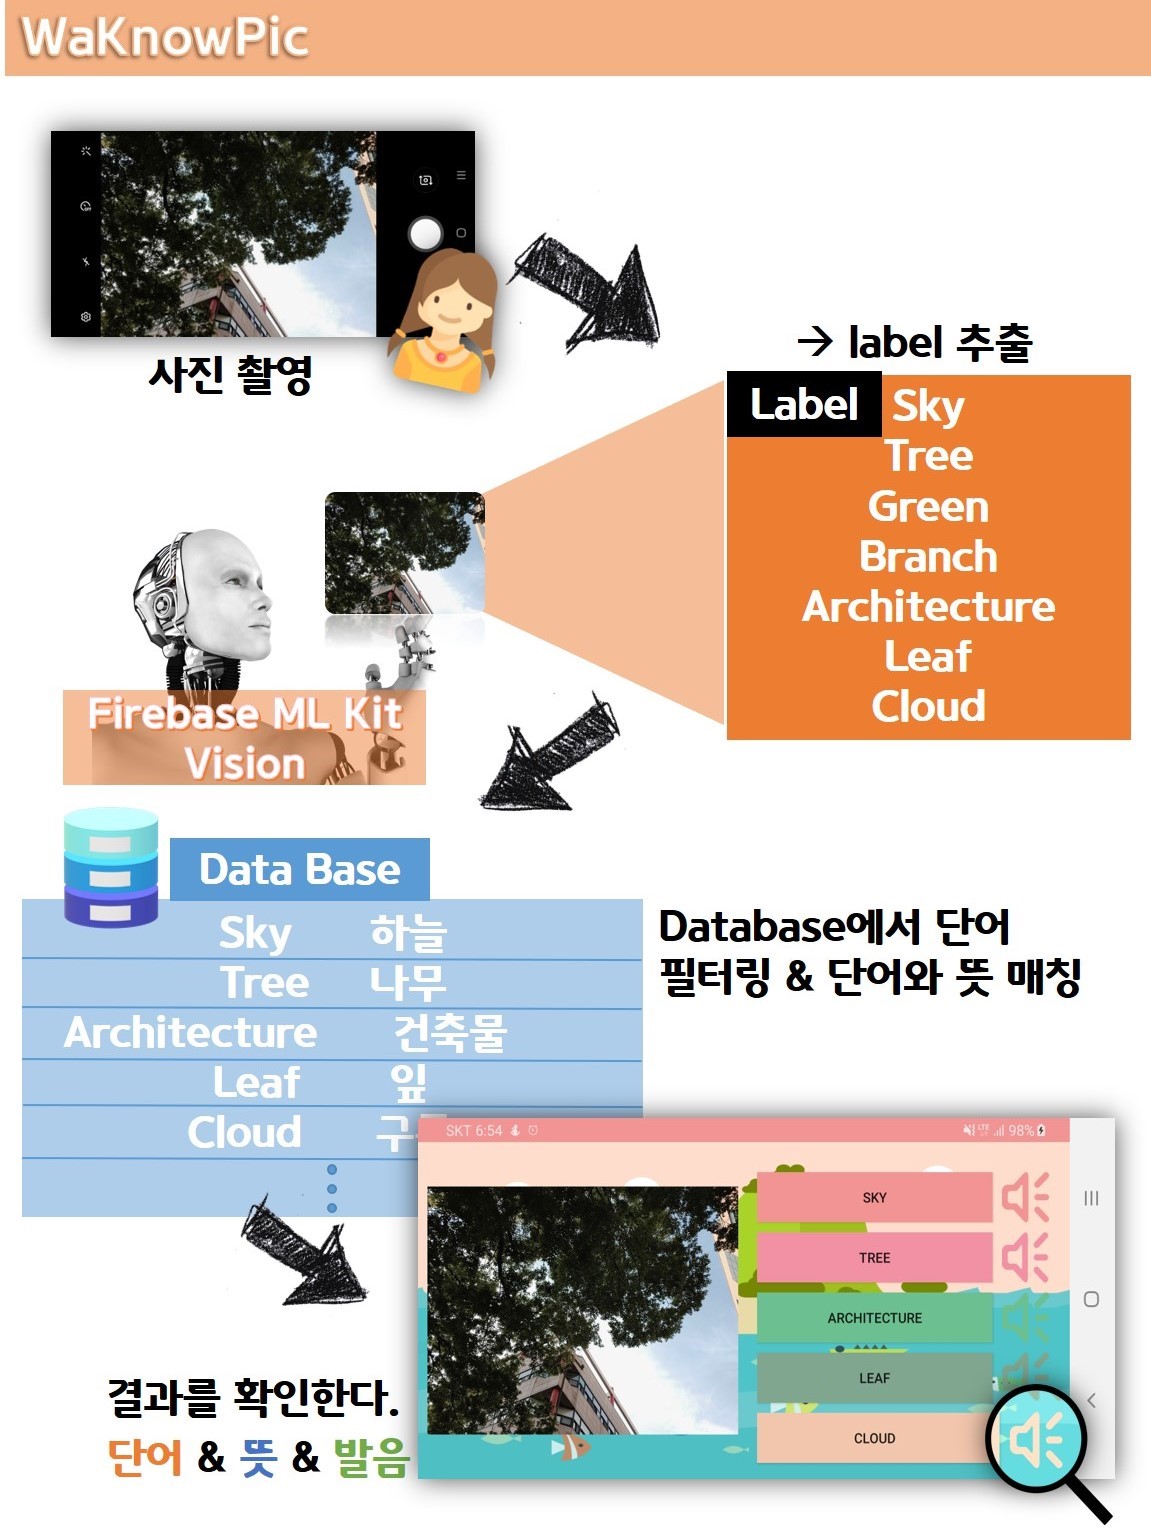 WaKnowPic
사진 촬영
→ label 추출
Label
Sky
Tree
Green
Branch
Architecture
Leaf
Cloud
Firebase ML Kit
Vision
Data Base
Sky 하늘
Tree 나무
Architecture 건축물
Leaf 잎
Cloud 구
Database에서 단어
필터링 & 단어와 뜻 매칭
SKT 6:54
LTE 98%
SKY
TREE
ARCHITECTURE
LEAF
CLOUD
결과를 확인한다.
단어 & 뜻 & 발음